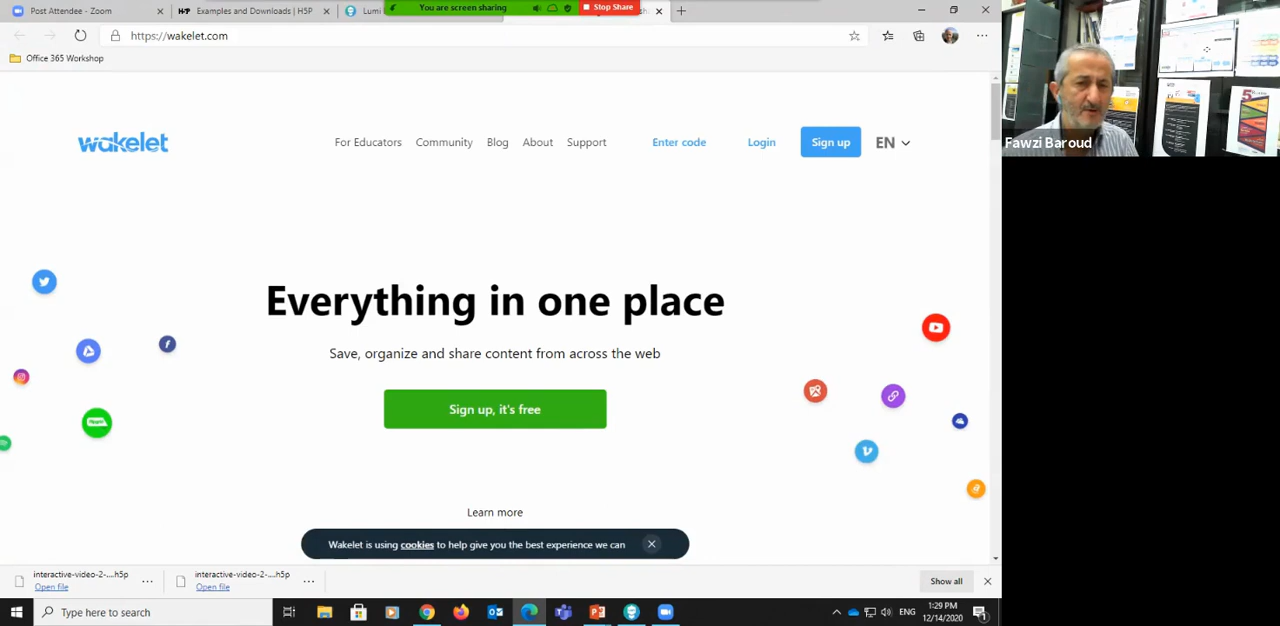 Post Attendee - Zoom
Examples and Downloads | H5P
Lumi
You are screen sharing
Stop Share
https://wakelet.com
Office 365 Workshop
wakelet
For Educators
Community
Blog
About
Support
Enter code
Login
Sign up
EN
Everything in one place
Save, organize and share content from across the web
Sign up, it's free
Learn more
Wakelet is using cookies to help give you the best experience we can
interactive-video-2-....h5p
Open file
interactive-video-2-....h5p
Open file
Show all
Type here to search
ENG
1:29 PM
12/14/2020
Fawzi Baroud